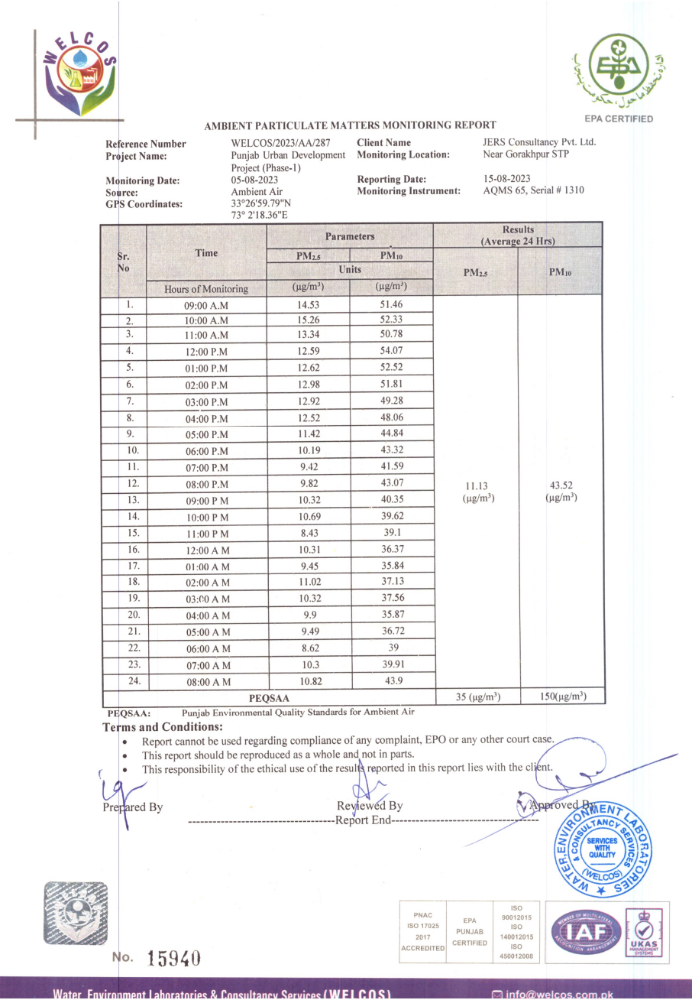 WELCOS
EPA
ادارہ تحفظ ماحول، حکومت پنجاب
EPA CERTIFIED
AMBIENT PARTICULATE MATTERS MONITORING REPORT
Reference Number WELCOS/2023/AA/287 Client Name JERS Consultancy Pvt. Ltd.
Project Name: Punjab Urban Development Monitoring Location: Near Gorakhpur STP
Project (Phase-1)
Monitoring Date: 05-08-2023 Reporting Date: 15-08-2023
Source: Ambient Air Monitoring Instrument: AQMS 65, Serial # 1310
GPS Coordinates: 33°26'59.79"N
73° 2'18.36"E
Sr. No Time Parameters Results (Average 24 Hrs)
PM2.5 PM10 PM2.5 PM10
Units
Hours of Monitoring (µg/m³) (µg/m³)
1. 09:00 A.M 14.53 51.46
2. 10:00 A.M 15.26 52.33
3. 11:00 A.M 13.34 50.78
4. 12:00 P.M 12.59 54.07
5. 01:00 P.M 12.62 52.52
6. 02:00 P.M 12.98 51.81
7. 03:00 P.M 12.92 49.28
8. 04:00 P.M 12.52 48.06
9. 05:00 P.M 11.42 44.84
10. 06:00 P.M 10.19 43.32
11. 07:00 P.M 9.42 41.59
12. 08:00 P.M 9.82 43.07 11.13 (µg/m³) 43.52 (µg/m³)
13. 09:00 P M 10.32 40.35
14. 10:00 P M 10.69 39.62
15. 11:00 P M 8.43 39.1
16. 12:00 A M 10.31 36.37
17. 01:00 A M 9.45 35.84
18. 02:00 A M 11.02 37.13
19. 03:00 A M 10.32 37.56
20. 04:00 A M 9.9 35.87
21. 05:00 A M 9.49 36.72
22. 06:00 A M 8.62 39
23. 07:00 A M 10.3 39.91
24. 08:00 A M 10.82 43.9
PEQSAA 35 (µg/m³) 150(µg/m³)
PEQSAA: Punjab Environmental Quality Standards for Ambient Air
Terms and Conditions:
• Report cannot be used regarding compliance of any complaint, EPO or any other court case.
• This report should be reproduced as a whole and not in parts.
• This responsibility of the ethical use of the results reported in this report lies with the client.
Prepared By Reviewed By Approved By
Report End
WATER, ENVIRONMENT LABORATORIES
& CONSULTANCY SERVICES
(WELCOS)
SERVICES
WITH
QUALITY
WELCOS
No. 15940
PNAC
ISO 17025
2017
ACCREDITED
EPA
PUNJAB
CERTIFIED
ISO
90012015
ISO
140012015
ISO
450012008
MEMBER OF MULTILATERAL
IAF
RECOGNITION ARRANGEMENT
UKAS
MANAGEMENT
SYSTEMS
Water, Environment Laboratories & Consultancy Services (WELCOS) info@welcos.com.pk